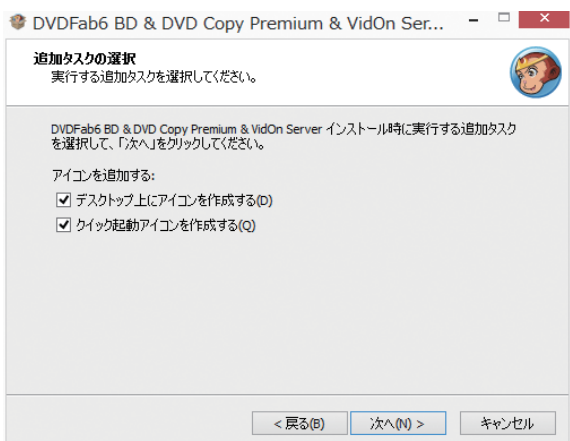 DVDFab6 BD & DVD Copy Premium & VidOn Ser...
追加タスクの選択
実行する追加タスクを選択してください。
DVDFab6 BD & DVD Copy Premium & VidOn Server インストール時に実行する追加タスク
を選択して、「次へ」をクリックしてください。
アイコンを追加する:
デスクトップ上にアイコンを作成する(D)
クイック起動アイコンを作成する(Q)
< 戻る(B) 次へ(N) > キャンセル